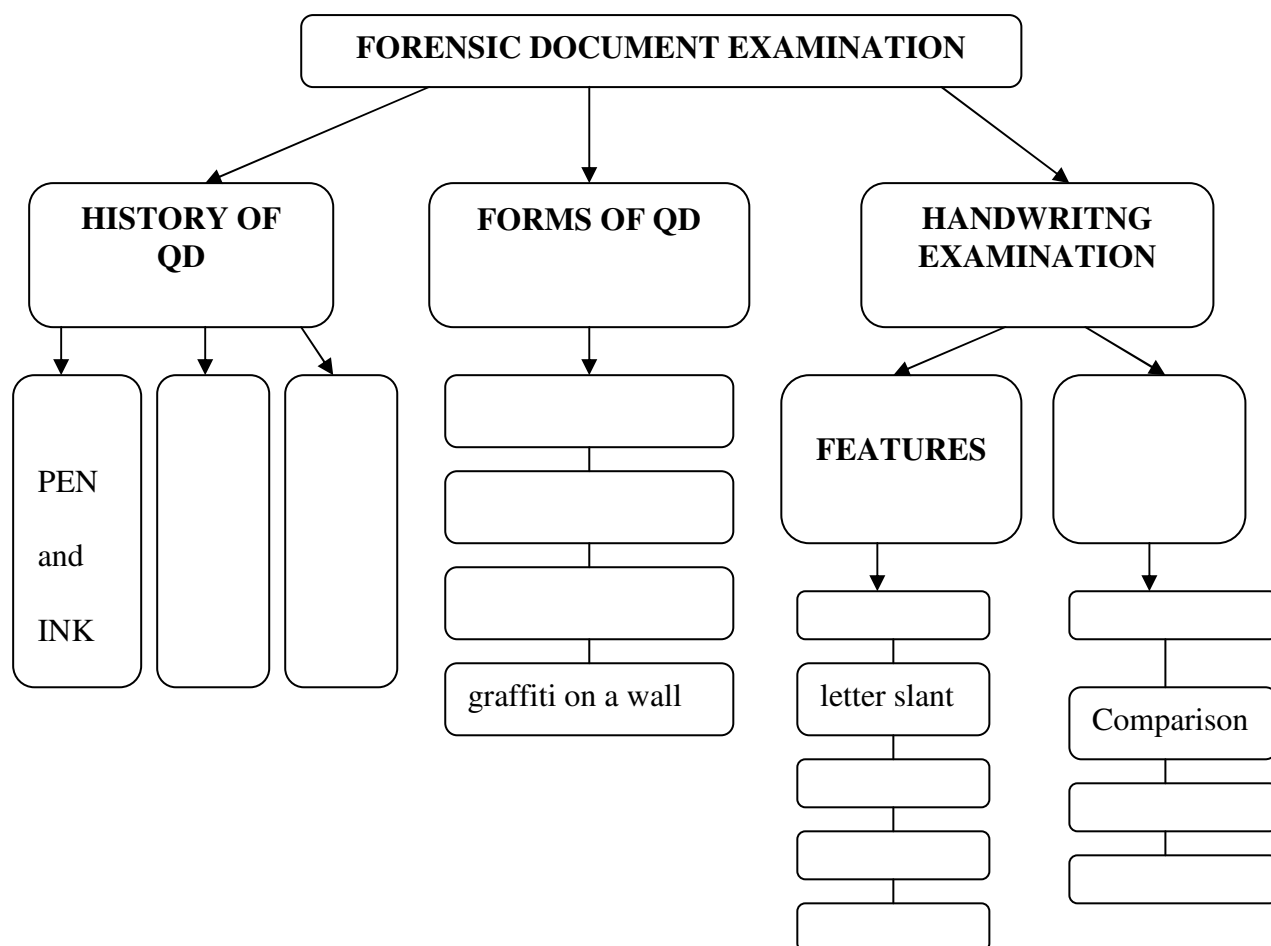 FORENSIC DOCUMENT EXAMINATION
HISTORY OF
QD
FORMS OF QD
HANDWRITNG
EXAMINATION
PEN
and
INK
FEATURES
graffiti on a wall
letter slant
Comparison